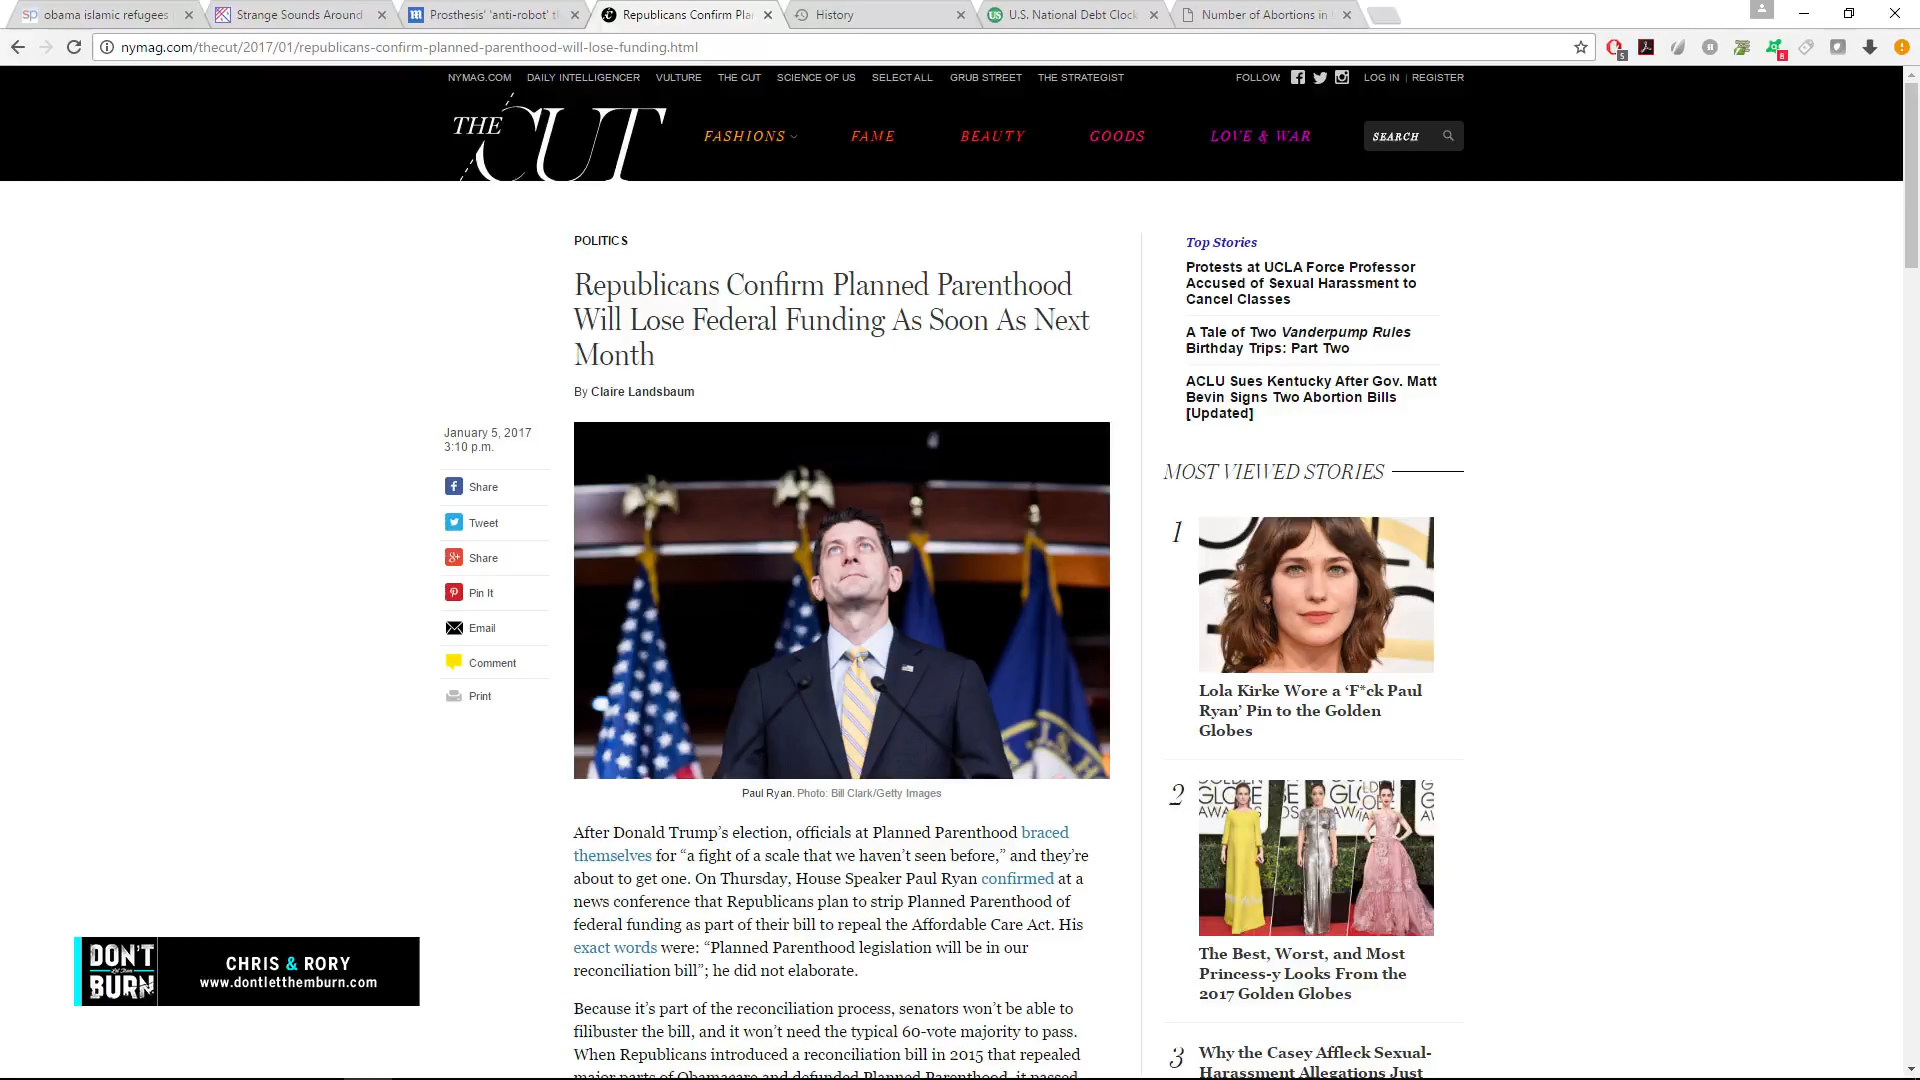 obama islamic refugees
Strange Sounds Around
Prosthesis' 'anti-robot' t
Republicans Confirm Pla
History
U.S. National Debt Clock
Number of Abortions in
nymag.com/thecut/2017/01/republicans-confirm-planned-parenthood-will-lose-funding.html
NYMAG.COM DAILY INTELLIGENCER VULTURE THE CUT SCIENCE OF US SELECT ALL GRUB STREET THE STRATEGIST
FOLLOW LOG IN | REGISTER
THE CUT
FASHIONS FAME BEAUTY GOODS LOVE & WAR
SEARCH
POLITICS
Republicans Confirm Planned Parenthood
Will Lose Federal Funding As Soon As Next
Month
By Claire Landsbaum
January 5, 2017
3:10 p.m.
Share
Tweet
Share
Pin It
Email
Comment
Print
Paul Ryan. Photo: Bill Clark/Getty Images
After Donald Trump’s election, officials at Planned Parenthood braced
themselves for “a fight of a scale that we haven’t seen before,” and they’re
about to get one. On Thursday, House Speaker Paul Ryan confirmed at a
news conference that Republicans plan to strip Planned Parenthood of
federal funding as part of their bill to repeal the Affordable Care Act. His
exact words were: “Planned Parenthood legislation will be in our
reconciliation bill”; he did not elaborate.
Because it’s part of the reconciliation process, senators won’t be able to
filibuster the bill, and it won’t need the typical 60-vote majority to pass.
When Republicans introduced a reconciliation bill in 2015 that repealed
major parts of Obamacare and defunded Planned Parenthood, it passed
Top Stories
Protests at UCLA Force Professor
Accused of Sexual Harassment to
Cancel Classes
A Tale of Two Vanderpump Rules
Birthday Trips: Part Two
ACLU Sues Kentucky After Gov. Matt
Bevin Signs Two Abortion Bills
[Updated]
MOST VIEWED STORIES
1
Lola Kirke Wore a ‘F*ck Paul
Ryan’ Pin to the Golden
Globes
2
The Best, Worst, and Most
Princess-y Looks From the
2017 Golden Globes
3
Why the Casey Affleck Sexual-
Harassment Allegations Just
DON'T
BURN
CHRIS & RORY
www.dontletthemburn.com